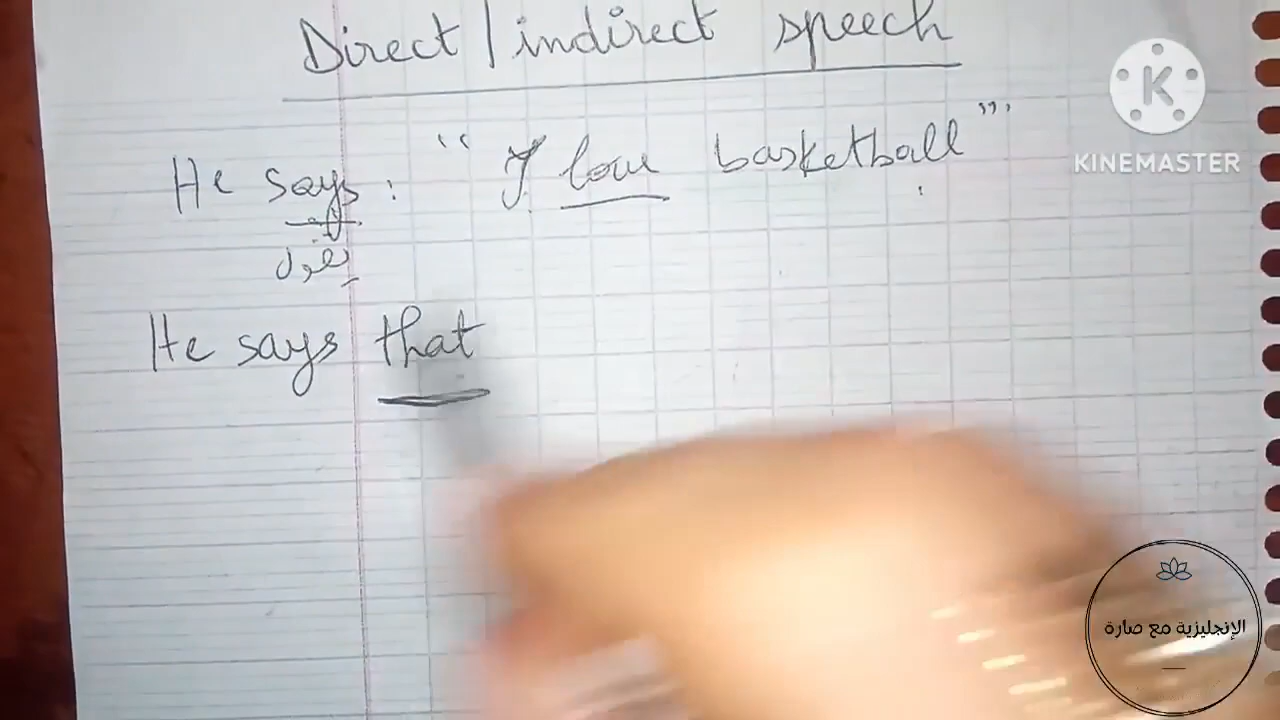 Direct / indirect speech
He says : " I love basketball "
يقول
He says that
KINEMASTER
الإنجليزية مع صارة